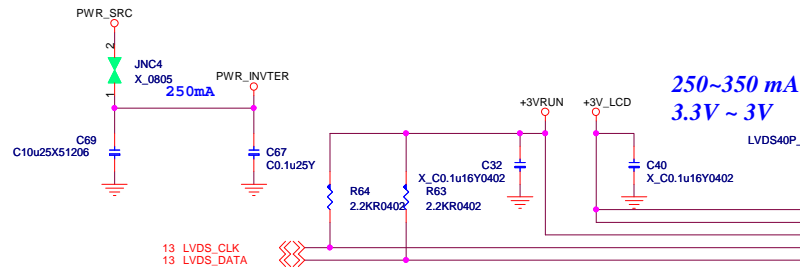 PWR_SRC
2
JNC4
X_0805
1
PWR_INVTER
250mA
C69
C10u25X51206
C67
C0.1u25Y
+3VRUN
+3V_LCD
250~350 mA
3.3V ~ 3V
LVDS40P_
C32
X_C0.1u16Y0402
C40
X_C0.1u16Y0402
R64
2.2KR0402
R63
2.2KR0402
13 LVDS_CLK
13 LVDS_DATA